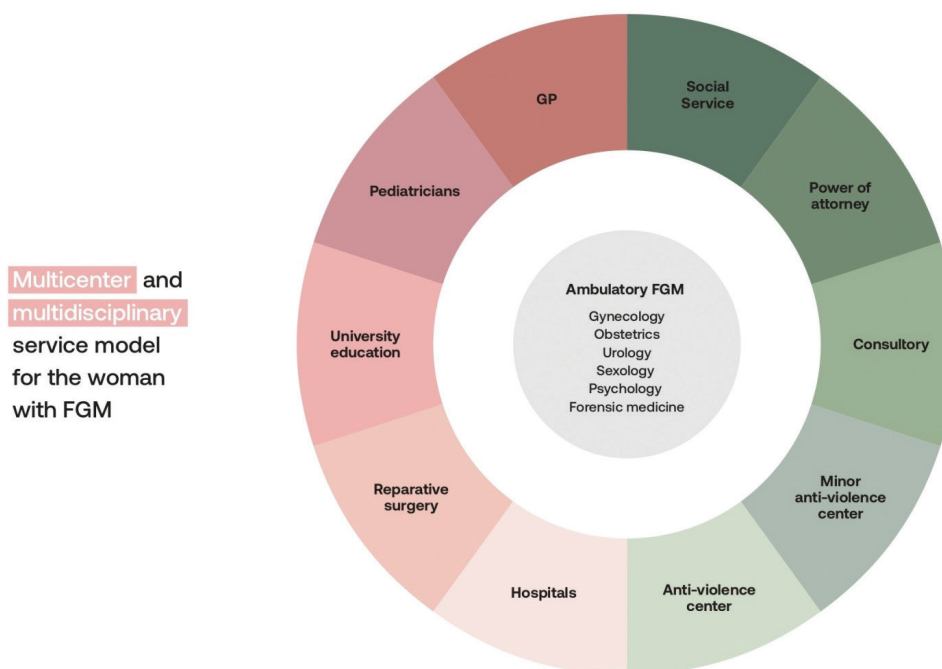 Multicenter and
multidisciplinary
service model
for the woman
with FGM
GP
Social
Service
Pediatricians
Power of
attorney
Ambulatory FGM
Gynecology
Obstetrics
Urology
Sexology
Psychology
Forensic medicine
University
education
Consultory
Reparative
surgery
Minor
anti-violence
center
Hospitals
Anti-violence
center